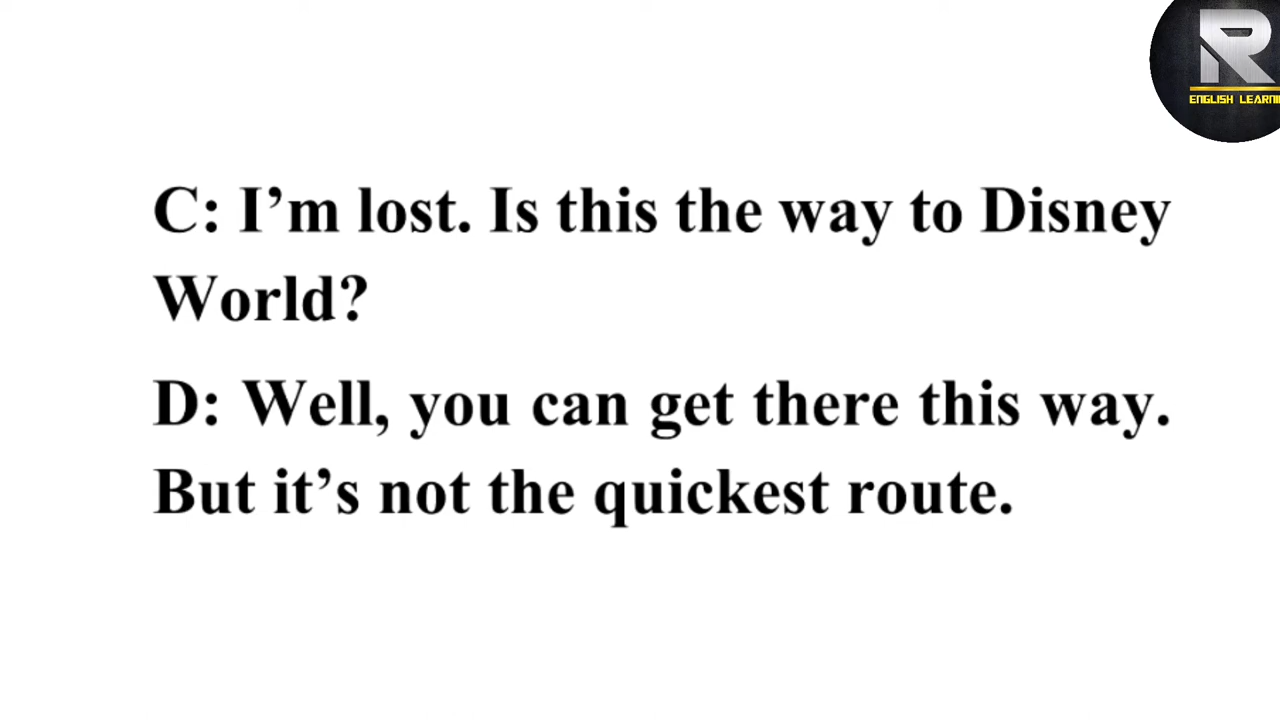 R
ENGLISH
C: I’m lost. Is this the way to Disney
World?
D: Well, you can get there this way.
But it’s not the quickest route.